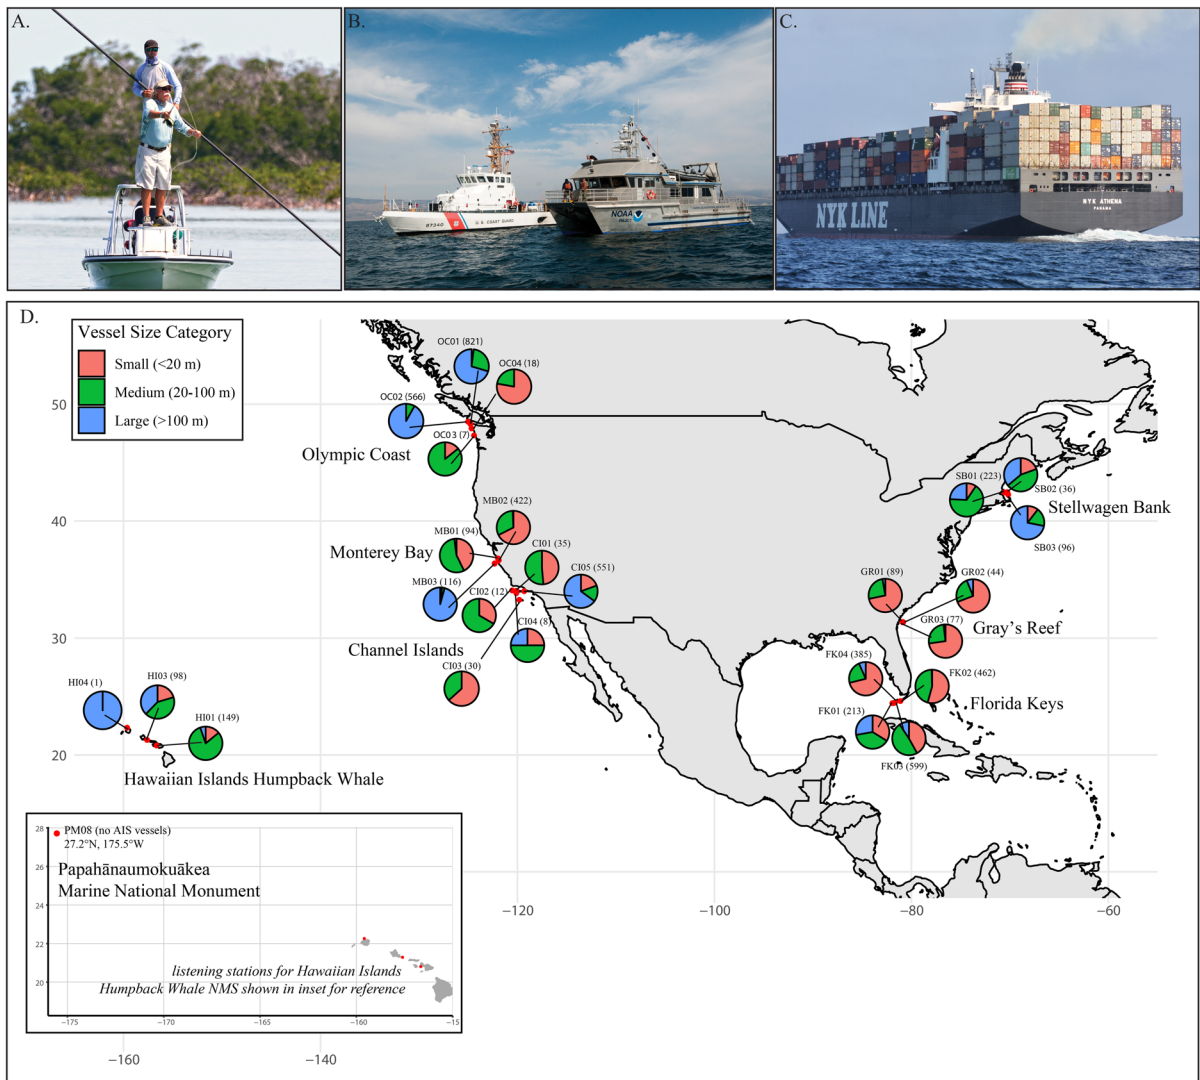 A.
B.
C.
87340
U.S. COAST GUARD
NOAA
NYK LINE
NYK ATHENA
PANAMA
D.
Vessel Size Category
Small (<20 m)
Medium (20-100 m)
Large (>100 m)
OC01 (821)
OC04 (18)
OC02 (566)
OC03 (7)
Olympic Coast
MB02 (422)
MB01 (94)
Monterey Bay
MB03 (116)
CI01 (35)
CI05 (551)
CI02 (12)
CI04 (8)
Channel Islands
CI03 (30)
SB01 (223)
SB02 (36)
Stellwagen Bank
SB03 (96)
GR01 (89)
GR02 (44)
GR03 (77)
Gray's Reef
FK04 (385)
FK02 (462)
Florida Keys
FK01 (213)
FK03 (599)
HI04 (1)
HI03 (98)
HI01 (149)
Hawaiian Islands Humpback Whale
50
40
30
20
−120
−100
−80
−60
−160
−140
PM08 (no AIS vessels)
27.2°N, 175.5°W
Papahānaumokuākea
Marine National Monument
listening stations for Hawaiian Islands
Humpback Whale NMS shown in inset for reference
28
26
24
22
20
−175
−170
−165
−160
−15